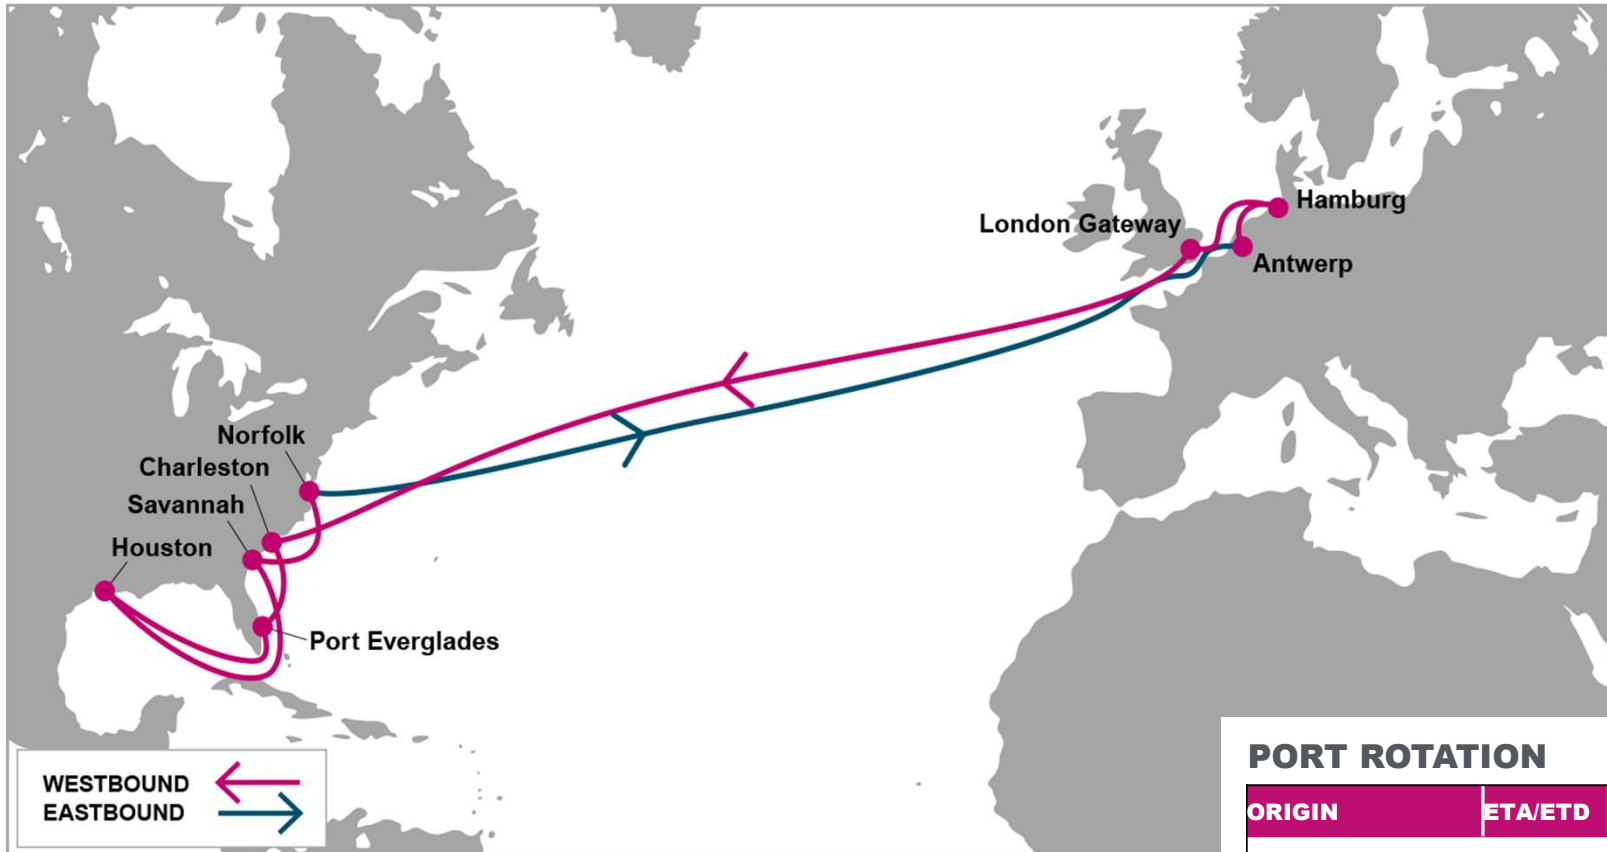 Hamburg
London Gateway
Antwerp
Norfolk
Charleston
Savannah
Houston
Port Everglades
WESTBOUND
EASTBOUND
PORT ROTATION
ORIGIN ETA/ETD